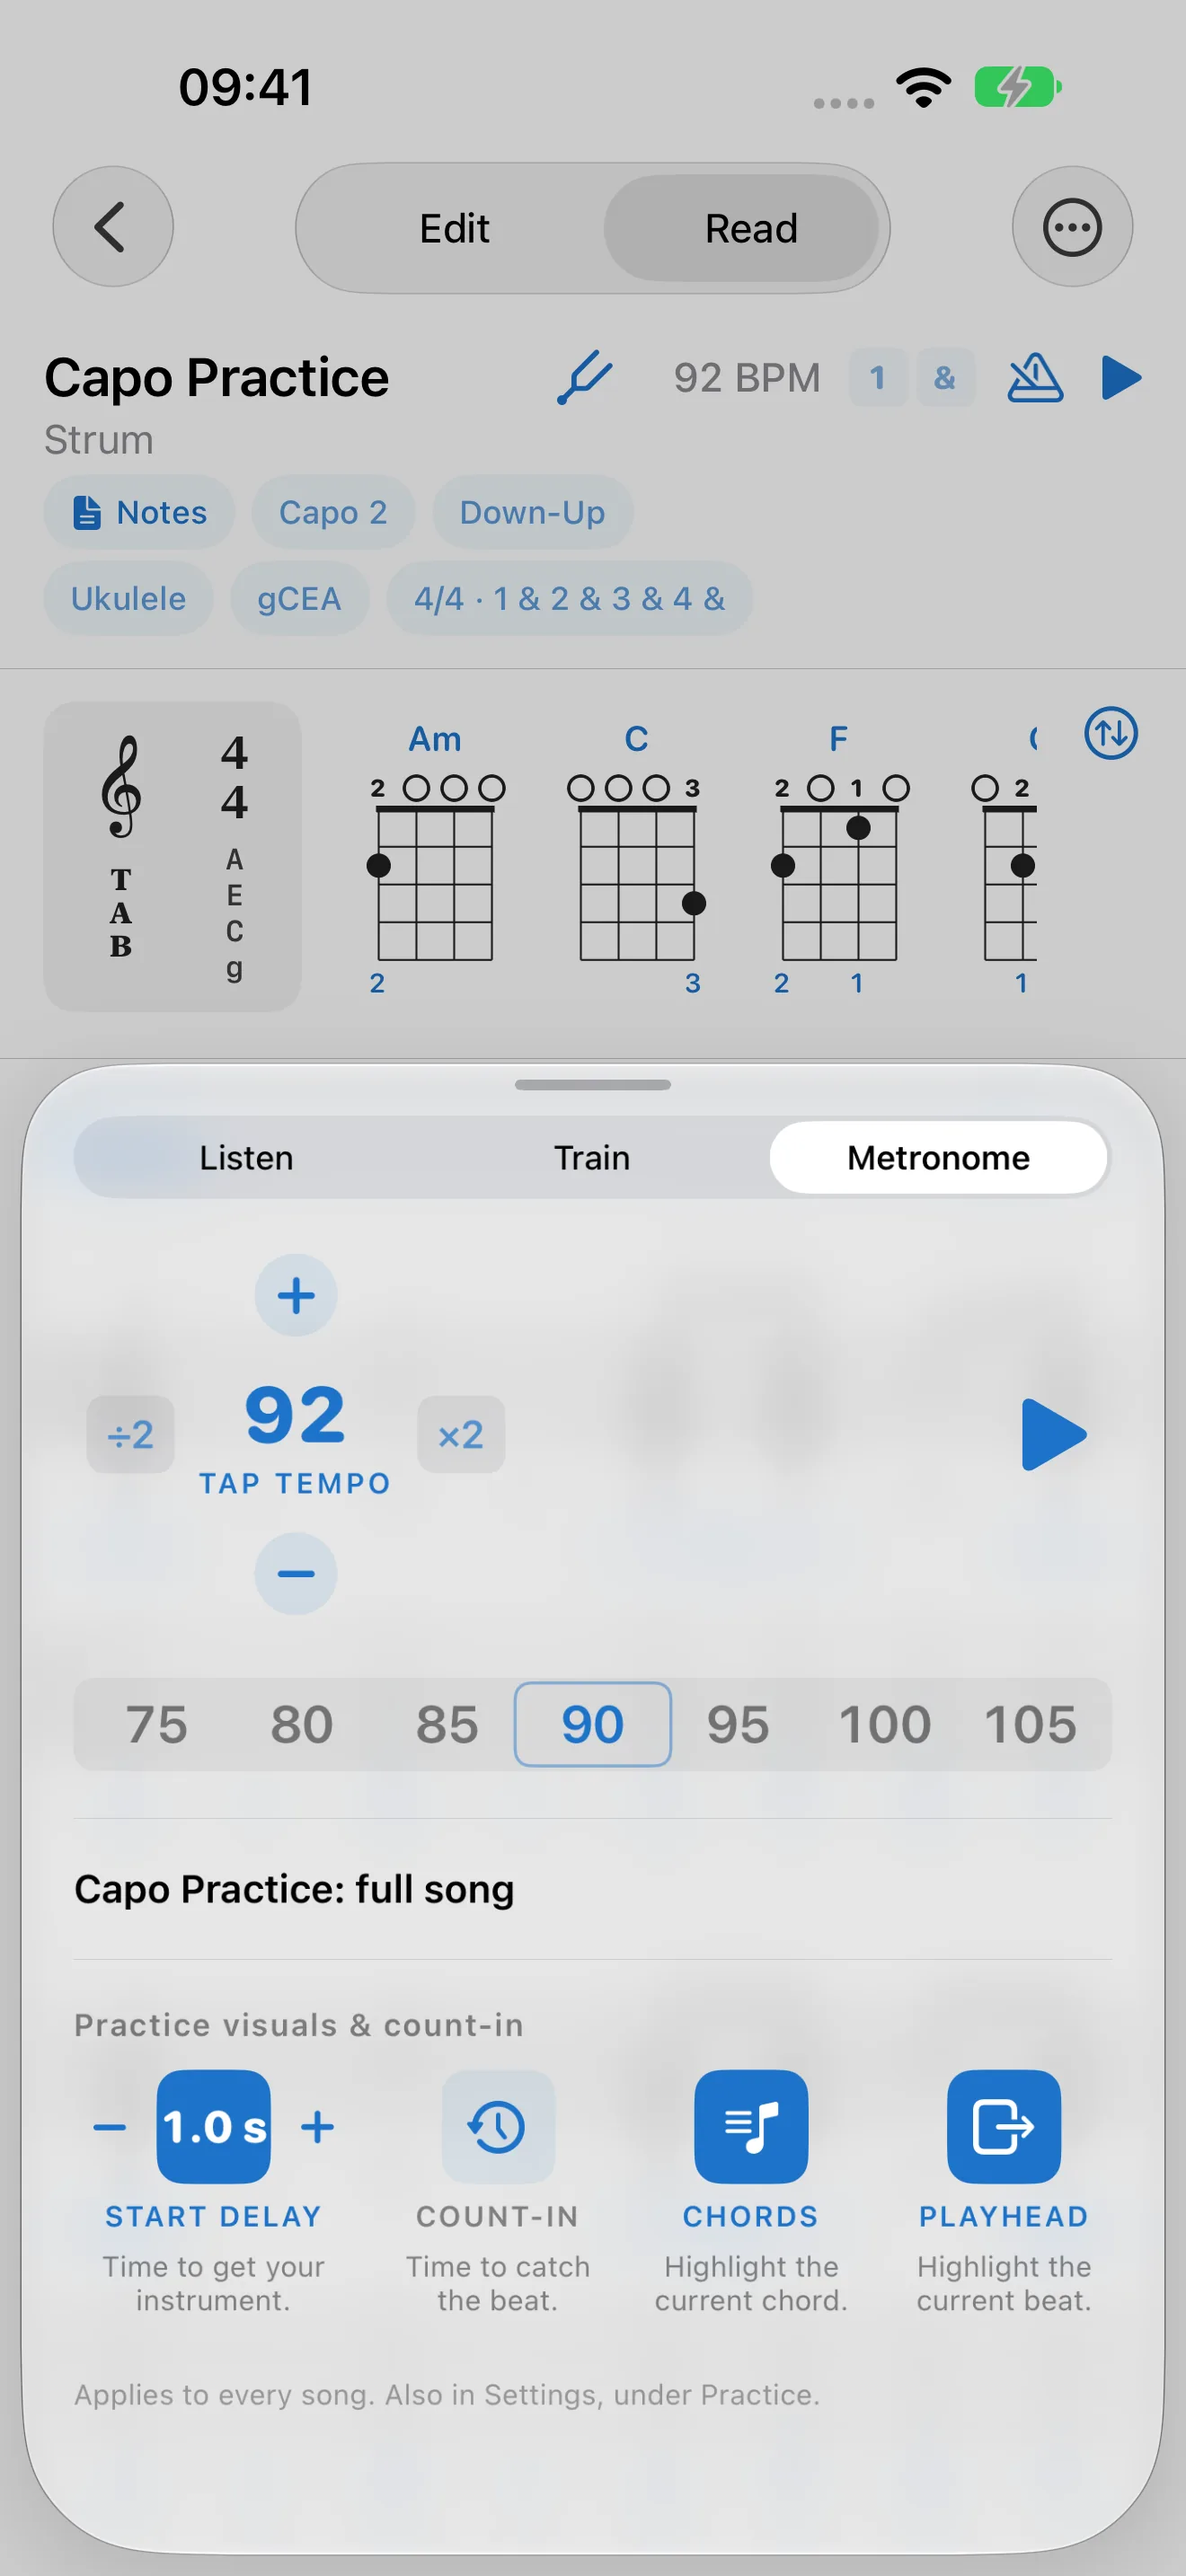 09:41
Edit Read
Capo Practice 92 BPM 1 &
Strum
Notes Capo 2 Down-Up
Ukulele gCEA 4/4 · 1 & 2 & 3 & 4 &
Am C F
4
4
T
A
B
A
E
C
g
2 3 2 1 2
2 3 2 1 1
Listen Train Metronome
+
÷2 92 ×2
TAP TEMPO
−
75 80 85 90 95 100 105
Capo Practice: full song
Practice visuals & count-in
− 1.0 s +
START DELAY COUNT-IN CHORDS PLAYHEAD
Time to get your instrument. Time to catch the beat. Highlight the current chord. Highlight the current beat.
Applies to every song. Also in Settings, under Practice.